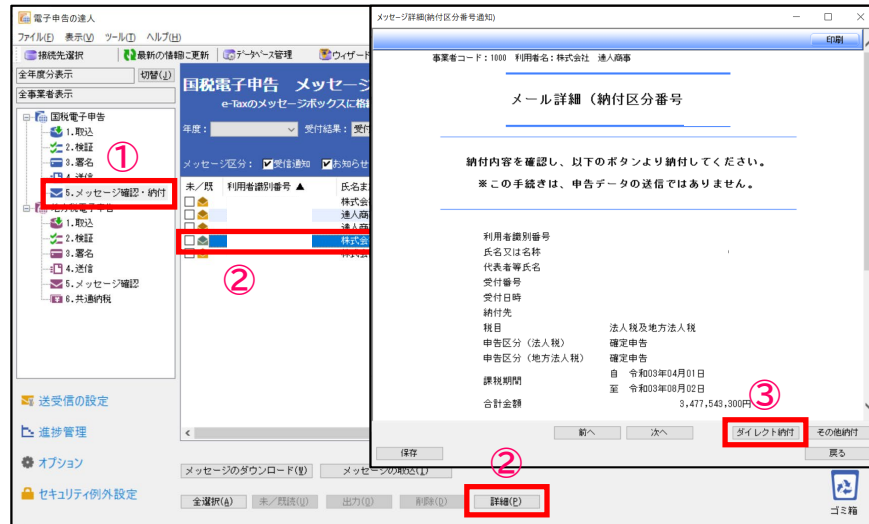 電子申告の達人
ファイル(F) 表示(V) ツール(T) ヘルプ(H)
接続先選択 最新の情報に更新 データベース管理 ウィザード
全年度分表示 切替(J)
全事業者表示
国税電子申告
1.取込
2.検証
3.署名
5.メッセージ確認・納付
1.取込
2.検証
3.署名
4.送信
5.メッセージ確認
6.共通納税
①
送受信の設定
進捗管理
オプション
セキュリティ例外設定
国税電子申告 メッセージ
e-Taxのメッセージボックスに格
年度: 受付結果: 受付
メッセージ区分: 受信通知 お知らせ
未/既 利用者識別番号 ▲ 氏名ま
株式会
達人商
達人商
株式会
株式会
②
メッセージのダウンロード(W) メッセージの取込(I)
全選択(A) 未/既読(U) 出力(O) 削除(D) 詳細(P)
②
ゴミ箱
メッセージ詳細(納付区分番号通知)
印刷
事業者コード:1000 利用者名:株式会社 達人商事
メール詳細(納付区分番号
納付内容を確認し、以下のボタンより納付してください。
※この手続きは、申告データの送信ではありません。
利用者識別番号
氏名又は名称
代表者等氏名
受付番号
受付日時
納付先
税目 法人税及地方法人税
申告区分(法人税) 確定申告
申告区分(地方法人税) 確定申告
課税期間 自 令和03年04月01日
至 令和03年08月02日
合計金額 3,477,543,300円
③
前へ 次へ ダイレクト納付 その他納付
保存 戻る